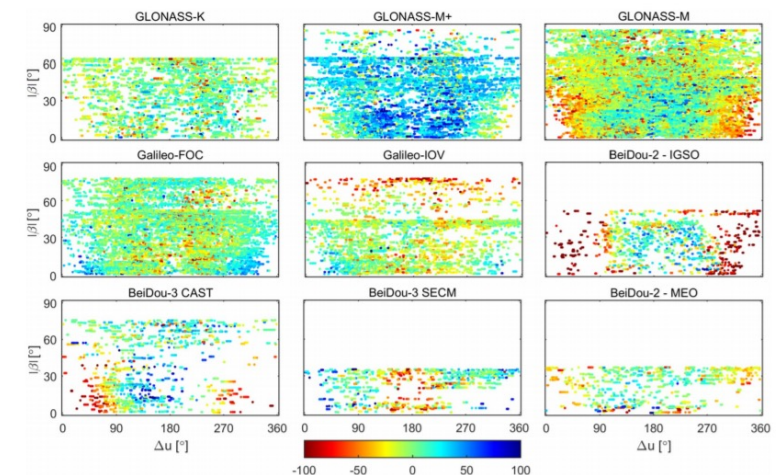 GLONASS-K GLONASS-M+ GLONASS-M
90
60
30
0
|β| [°]
Galileo-FOC Galileo-IOV BeiDou-2 - IGSO
90
60
30
0
|β| [°]
BeiDou-3 CAST BeiDou-3 SECM BeiDou-2 - MEO
90
60
30
0
|β| [°]
0 90 180 270 360 0 90 180 270 360 0 90 180 270 360
Δu [°] Δu [°] Δu [°]
-100 -50 0 50 100